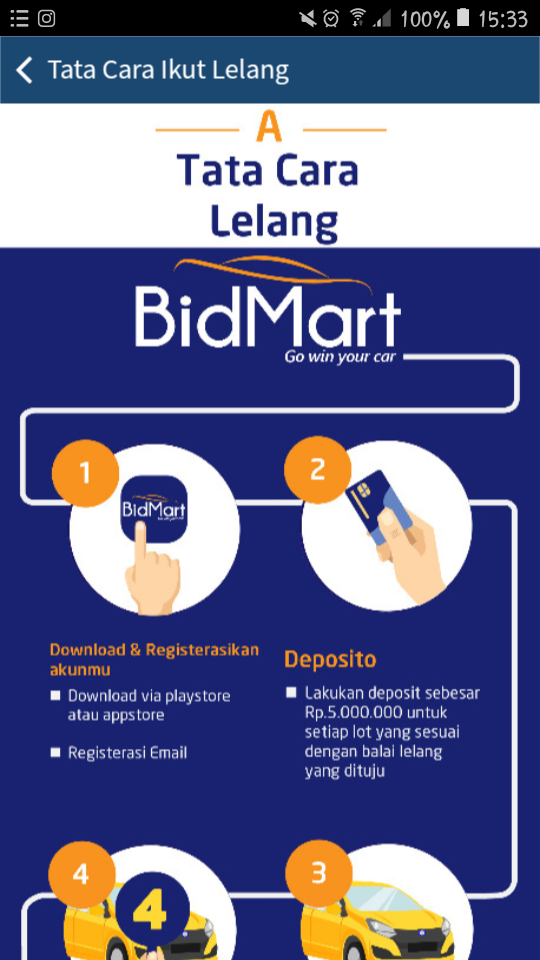 100% 15:33
Tata Cara Ikut Lelang
A
Tata Cara
Lelang
BidMart
Go win your car
1
BidMart
2
Download & Registerasikan
akunmu
Download via playstore
atau appstore
Registerasi Email
Deposito
Lakukan deposit sebesar
Rp.5.000.000 untuk
setiap lot yang sesuai
dengan balai lelang
yang dituju
4
4
3